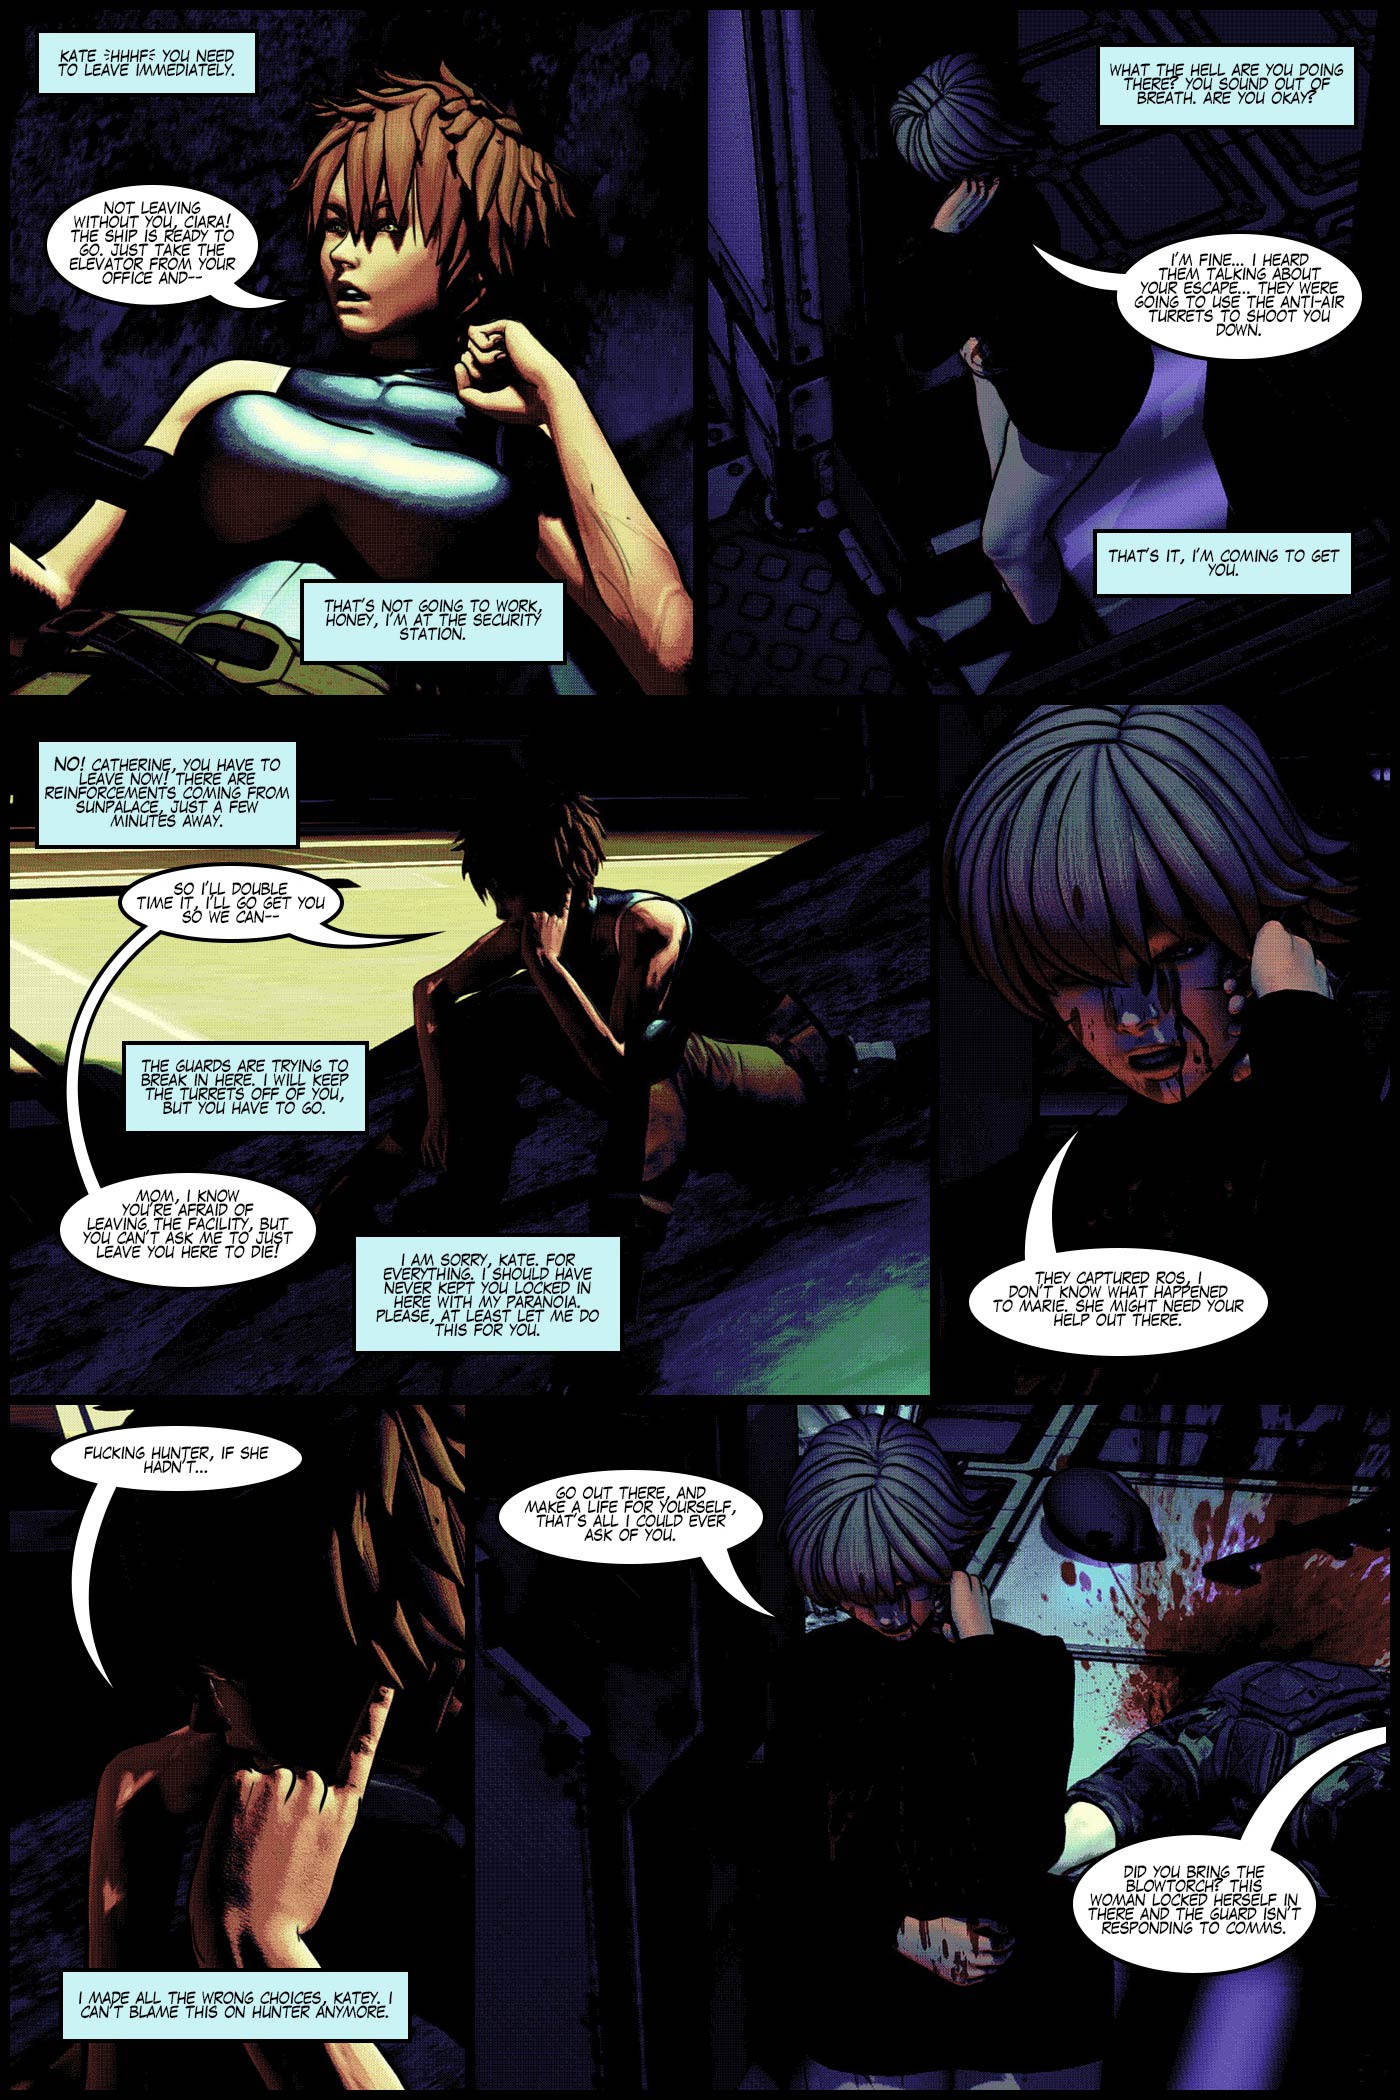 KATE >HHHF< YOU NEED
TO LEAVE IMMEDIATELY.
NOT LEAVING
WITHOUT YOU, CIARA!
THE SHIP IS READY TO
GO. JUST TAKE THE
ELEVATOR FROM YOUR
OFFICE AND--
THAT'S NOT GOING TO WORK,
HONEY, I'M AT THE SECURITY
STATION.
WHAT THE HELL ARE YOU DOING
THERE? YOU SOUND OUT OF
BREATH. ARE YOU OKAY?
I'M FINE... I HEARD
THEM TALKING ABOUT
YOUR ESCAPE... THEY WERE
GOING TO USE THE ANTI-AIR
TURRETS TO SHOOT YOU
DOWN.
THAT'S IT, I'M COMING TO GET
YOU.
NO! CATHERINE, YOU HAVE TO
LEAVE NOW! THERE ARE
REINFORCEMENTS COMING FROM
SUNPALACE, JUST A FEW
MINUTES AWAY.
SO I'LL DOUBLE
TIME IT, I'LL GO GET YOU
SO WE CAN--
THE GUARDS ARE TRYING TO
BREAK IN HERE. I WILL KEEP
THE TURRETS OFF OF YOU,
BUT YOU HAVE TO GO.
MOM, I KNOW
YOU'RE AFRAID OF
LEAVING THE FACILITY, BUT
YOU CAN'T ASK ME TO JUST
LEAVE YOU HERE TO DIE!
I AM SORRY, KATE. FOR
EVERYTHING. I SHOULD HAVE
NEVER KEPT YOU LOCKED IN
HERE WITH MY PARANOIA.
PLEASE, AT LEAST LET ME DO
THIS FOR YOU.
THEY CAPTURED ROS, I
DON'T KNOW WHAT HAPPENED
TO MARIE. SHE MIGHT NEED YOUR
HELP OUT THERE.
FUCKING HUNTER, IF SHE
HADN'T...
I MADE ALL THE WRONG CHOICES, KATEY. I
CAN'T BLAME THIS ON HUNTER ANYMORE.
GO OUT THERE, AND
MAKE A LIFE FOR YOURSELF,
THAT'S ALL I COULD EVER
ASK OF YOU.
DID YOU BRING THE
BLOWTORCH? THIS
WOMAN LOCKED HERSELF IN
THERE AND THE GUARD ISN'T
RESPONDING TO COMMS.